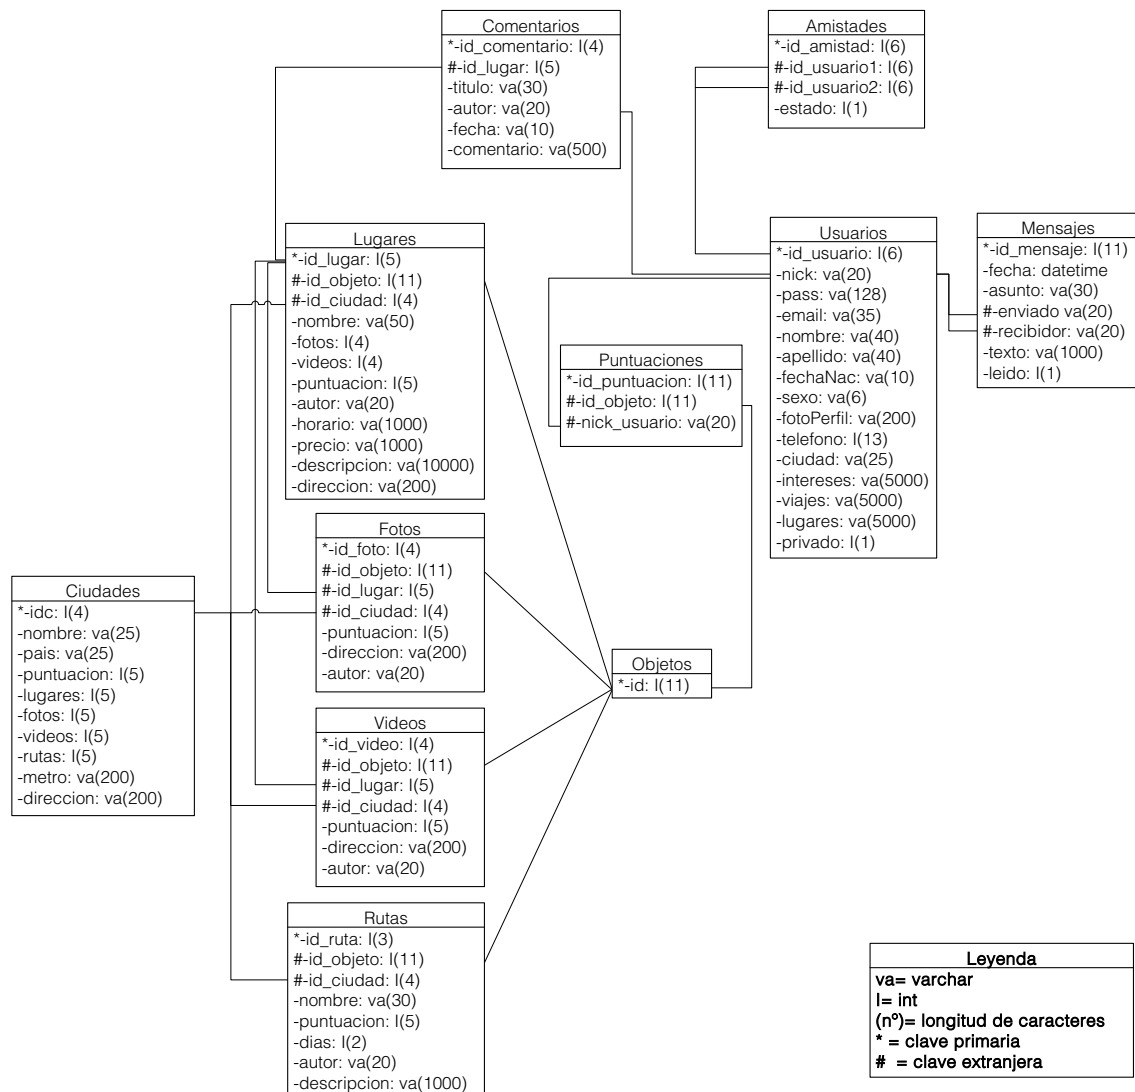 Comentarios
*-id_comentario: I(4)
#-id_lugar: I(5)
-titulo: va(30)
-autor: va(20)
-fecha: va(10)
-comentario: va(500)
Amistades
*-id_amistad: I(6)
#-id_usuario1: I(6)
#-id_usuario2: I(6)
-estado: I(1)
Lugares
*-id_lugar: I(5)
#-id_objeto: I(11)
#-id_ciudad: I(4)
-nombre: va(50)
-fotos: I(4)
-videos: I(4)
-puntuacion: I(5)
-autor: va(20)
-horario: va(1000)
-precio: va(1000)
-descripcion: va(10000)
-direccion: va(200)
Usuarios
*-id_usuario: I(6)
-nick: va(20)
-pass: va(128)
-email: va(35)
-nombre: va(40)
-apellido: va(40)
-fechaNac: va(10)
-sexo: va(6)
-fotoPerfil: va(200)
-telefono: I(13)
-ciudad: va(25)
-intereses: va(5000)
-viajes: va(5000)
-lugares: va(5000)
-privado: I(1)
Mensajes
*-id_mensaje: I(11)
-fecha: datetime
-asunto: va(30)
#-enviado va(20)
#-recibidor: va(20)
-texto: va(1000)
-leido: I(1)
Puntuaciones
*-id_puntuacion: I(11)
#-id_objeto: I(11)
#-nick_usuario: va(20)
Fotos
*-id_foto: I(4)
#-id_objeto: I(11)
#-id_lugar: I(5)
#-id_ciudad: I(4)
-puntuacion: I(5)
-direccion: va(200)
-autor: va(20)
Ciudades
*-idc: I(4)
-nombre: va(25)
-pais: va(25)
-puntuacion: I(5)
-lugares: I(5)
-fotos: I(5)
-videos: I(5)
-rutas: I(5)
-metro: va(200)
-direccion: va(200)
Objetos
*-id: I(11)
Videos
*-id_video: I(4)
#-id_objeto: I(11)
#-id_lugar: I(5)
#-id_ciudad: I(4)
-puntuacion: I(5)
-direccion: va(200)
-autor: va(20)
Rutas
*-id_ruta: I(3)
#-id_objeto: I(11)
#-id_ciudad: I(4)
-nombre: va(30)
-puntuacion: I(5)
-dias: I(2)
-autor: va(20)
-descripcion: va(1000)
Leyenda
va= varchar
I= int
(nº)= longitud de caracteres
* = clave primaria
# = clave extranjera